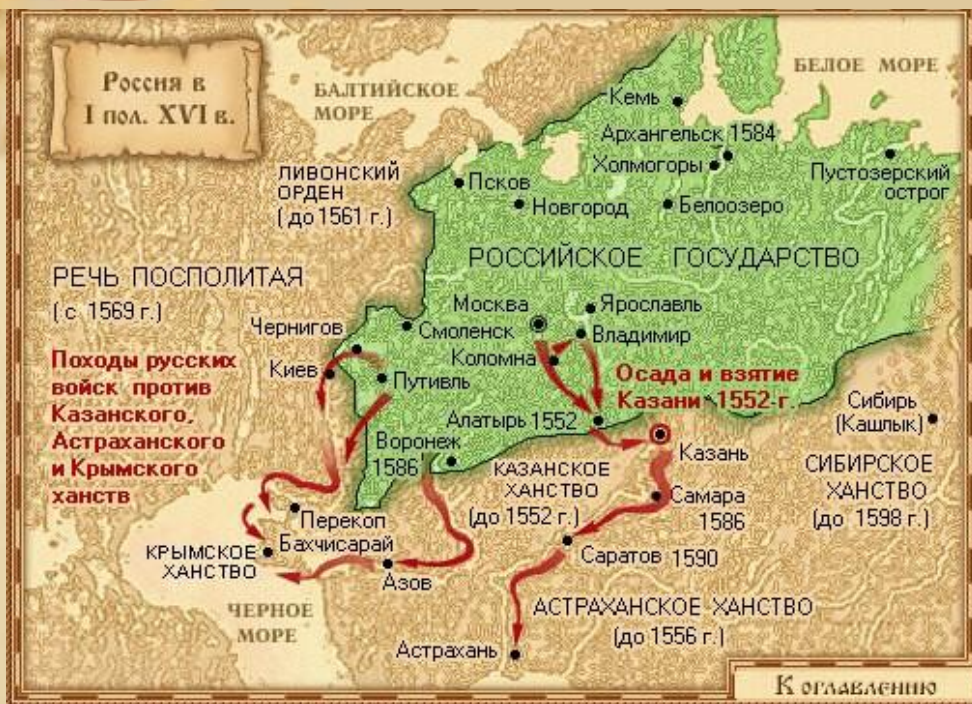 Россия в
I пол. XVI в.
БАЛТИЙСКОЕ
МОРЕ
БЕЛОЕ МОРЕ
Кемь
Архангельск 1584
Холмогоры
Пустозерский
острог
ЛИВОНСКИЙ
ОРДЕН
(до 1561 г.)
Псков
Новгород
Белоозеро
РОССИЙСКОЕ ГОСУДАРСТВО
РЕЧЬ ПОСПОЛИТАЯ
(с 1569 г.)
Москва
Ярославль
Чернигов
Смоленск
Владимир
Коломна
Киев
Путивль
Походы русских
войск против
Казанского,
Астраханского
и Крымского
ханств
Осада и взятие
Казани 1552 г.
Алатырь 1552
Сибирь
(Кашлык)
Воронеж
1586
Казань
КАЗАНСКОЕ
ХАНСТВО
(до 1552 г.)
СИБИРСКОЕ
ХАНСТВО
(до 1598 г.)
Самара
1586
Перекоп
Бахчисарай
КРЫМСКОЕ
ХАНСТВО
Азов
Саратов 1590
ЧЕРНОЕ
МОРЕ
АСТРАХАНСКОЕ ХАНСТВО
(до 1556 г.)
Астрахань
К оглавлению